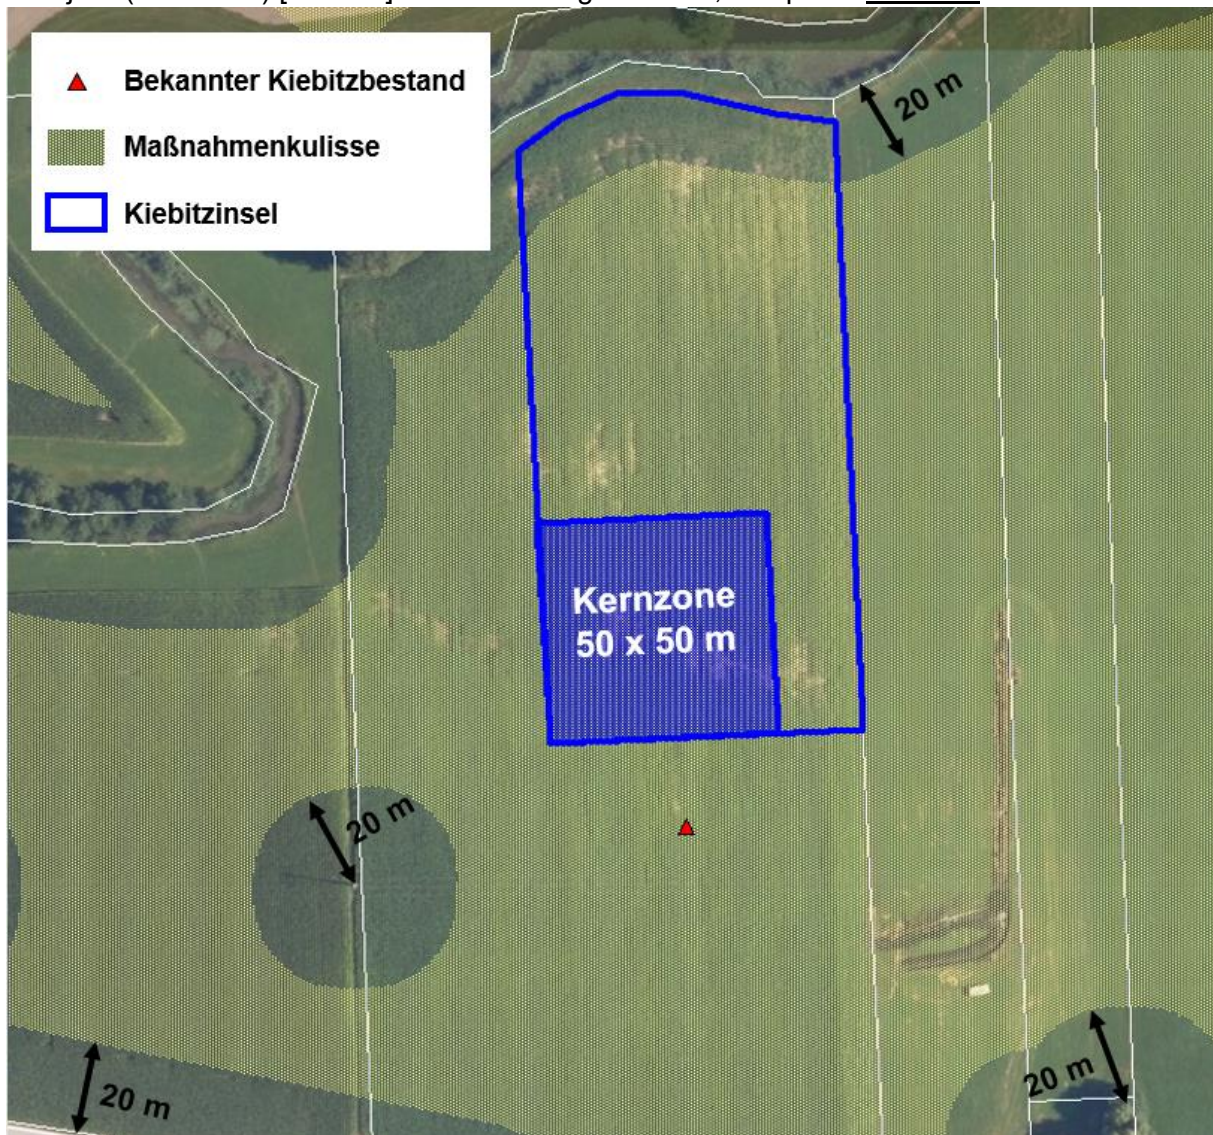 Bekannter Kiebitzbestand
Maßnahmenkulisse
Kiebitzinsel
20 m
Kernzone
50 x 50 m
20 m
20 m
20 m